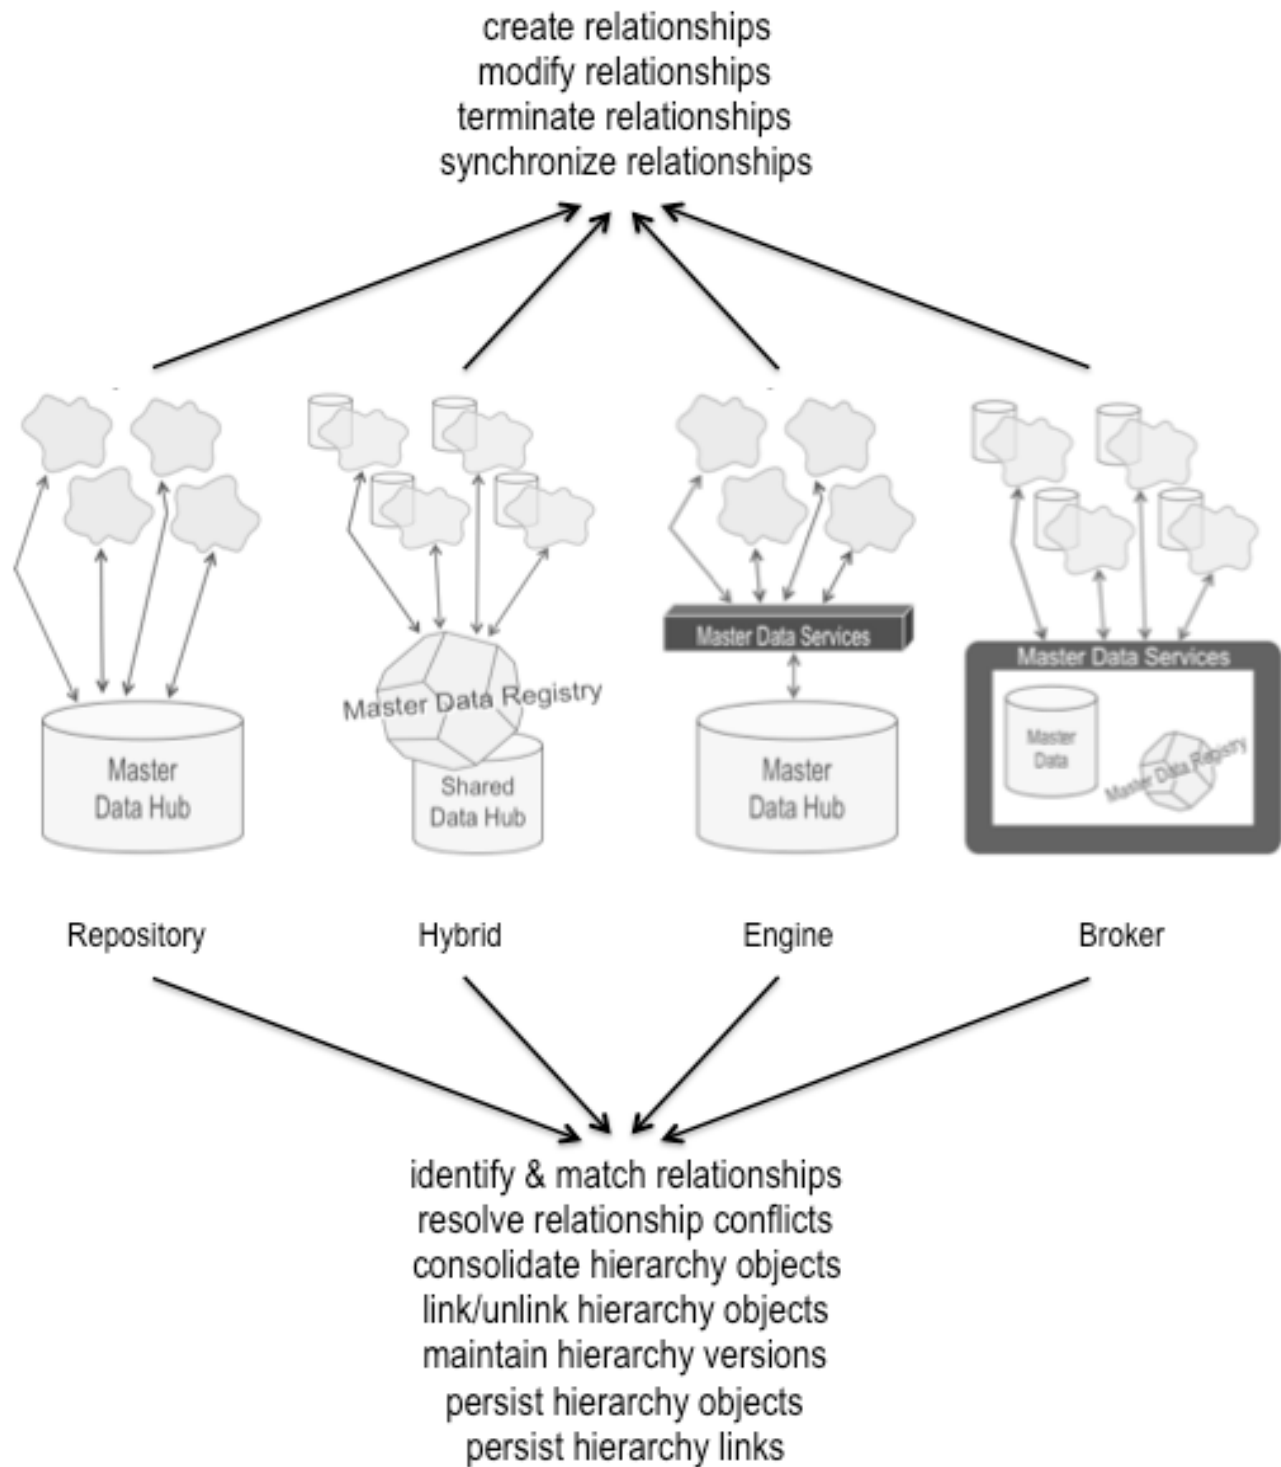 create relationships
modify relationships
terminate relationships
synchronize relationships
Master
Data Hub
Master Data Registry
Shared
Data Hub
Master Data Services
Master
Data Hub
Master Data Services
Master
Data
Master Data Registry
Repository
Hybrid
Engine
Broker
identify & match relationships
resolve relationship conflicts
consolidate hierarchy objects
link/unlink hierarchy objects
maintain hierarchy versions
persist hierarchy objects
persist hierarchy links